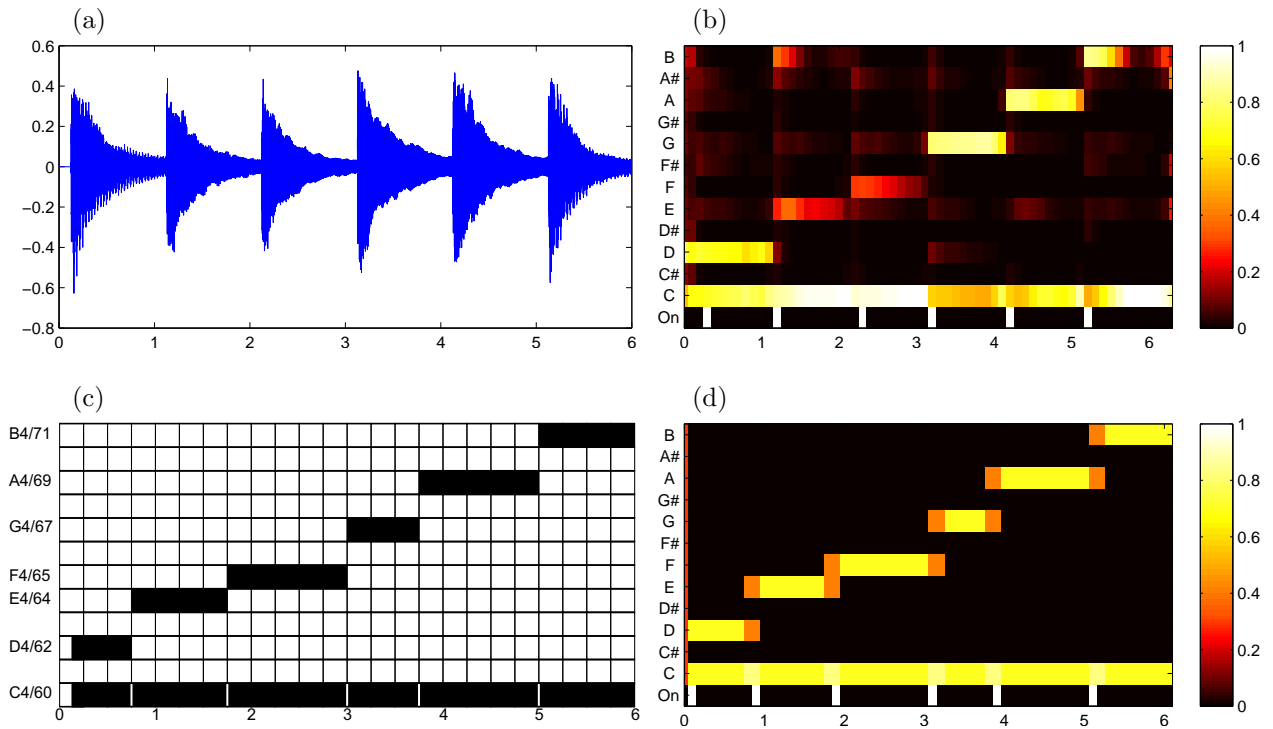 (a)
0.6
0.4
0.2
0
−0.2
−0.4
−0.6
−0.8
0 1 2 3 4 5 6
(b)
B
A#
A
G#
G
F#
F
E
D#
D
C#
C
On
0 1 2 3 4 5 6
1
0.8
0.6
0.4
0.2
0
(c)
B4/71
A4/69
G4/67
F4/65
E4/64
D4/62
C4/60
0 1 2 3 4 5 6
(d)
B
A#
A
G#
G
F#
F
E
D#
D
C#
C
On
0 1 2 3 4 5 6
1
0.8
0.6
0.4
0.2
0